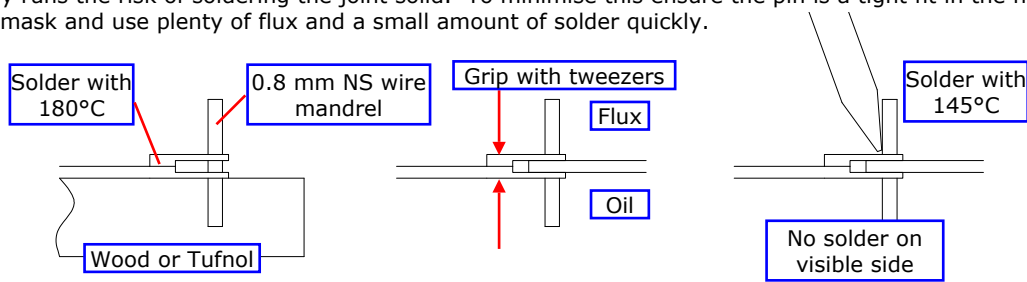 y runs the risk of soldering the joint solid. To minimise this ensure the pin is a tight fit in the
mask and use plenty of flux and a small amount of solder quickly.
Solder with
180°C
0.8 mm NS wire
mandrel
Wood or Tufnol
Grip with tweezers
Flux
Oil
Solder with
145°C
No solder on
visible side